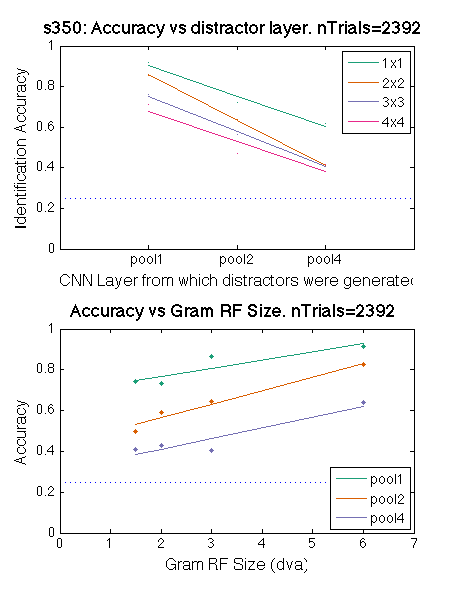 s350: Accuracy vs distractor layer. nTrials=2392
1
0.8
0.6
0.4
0.2
0
Identification Accuracy
1x1
2x2
3x3
4x4
pool1 pool2 pool4
CNN Layer from which distractors were generated
Accuracy vs Gram RF Size. nTrials=2392
1
0.8
0.6
0.4
0.2
0
Accuracy
pool1
pool2
pool4
0 1 2 3 4 5 6 7
Gram RF Size (dva)